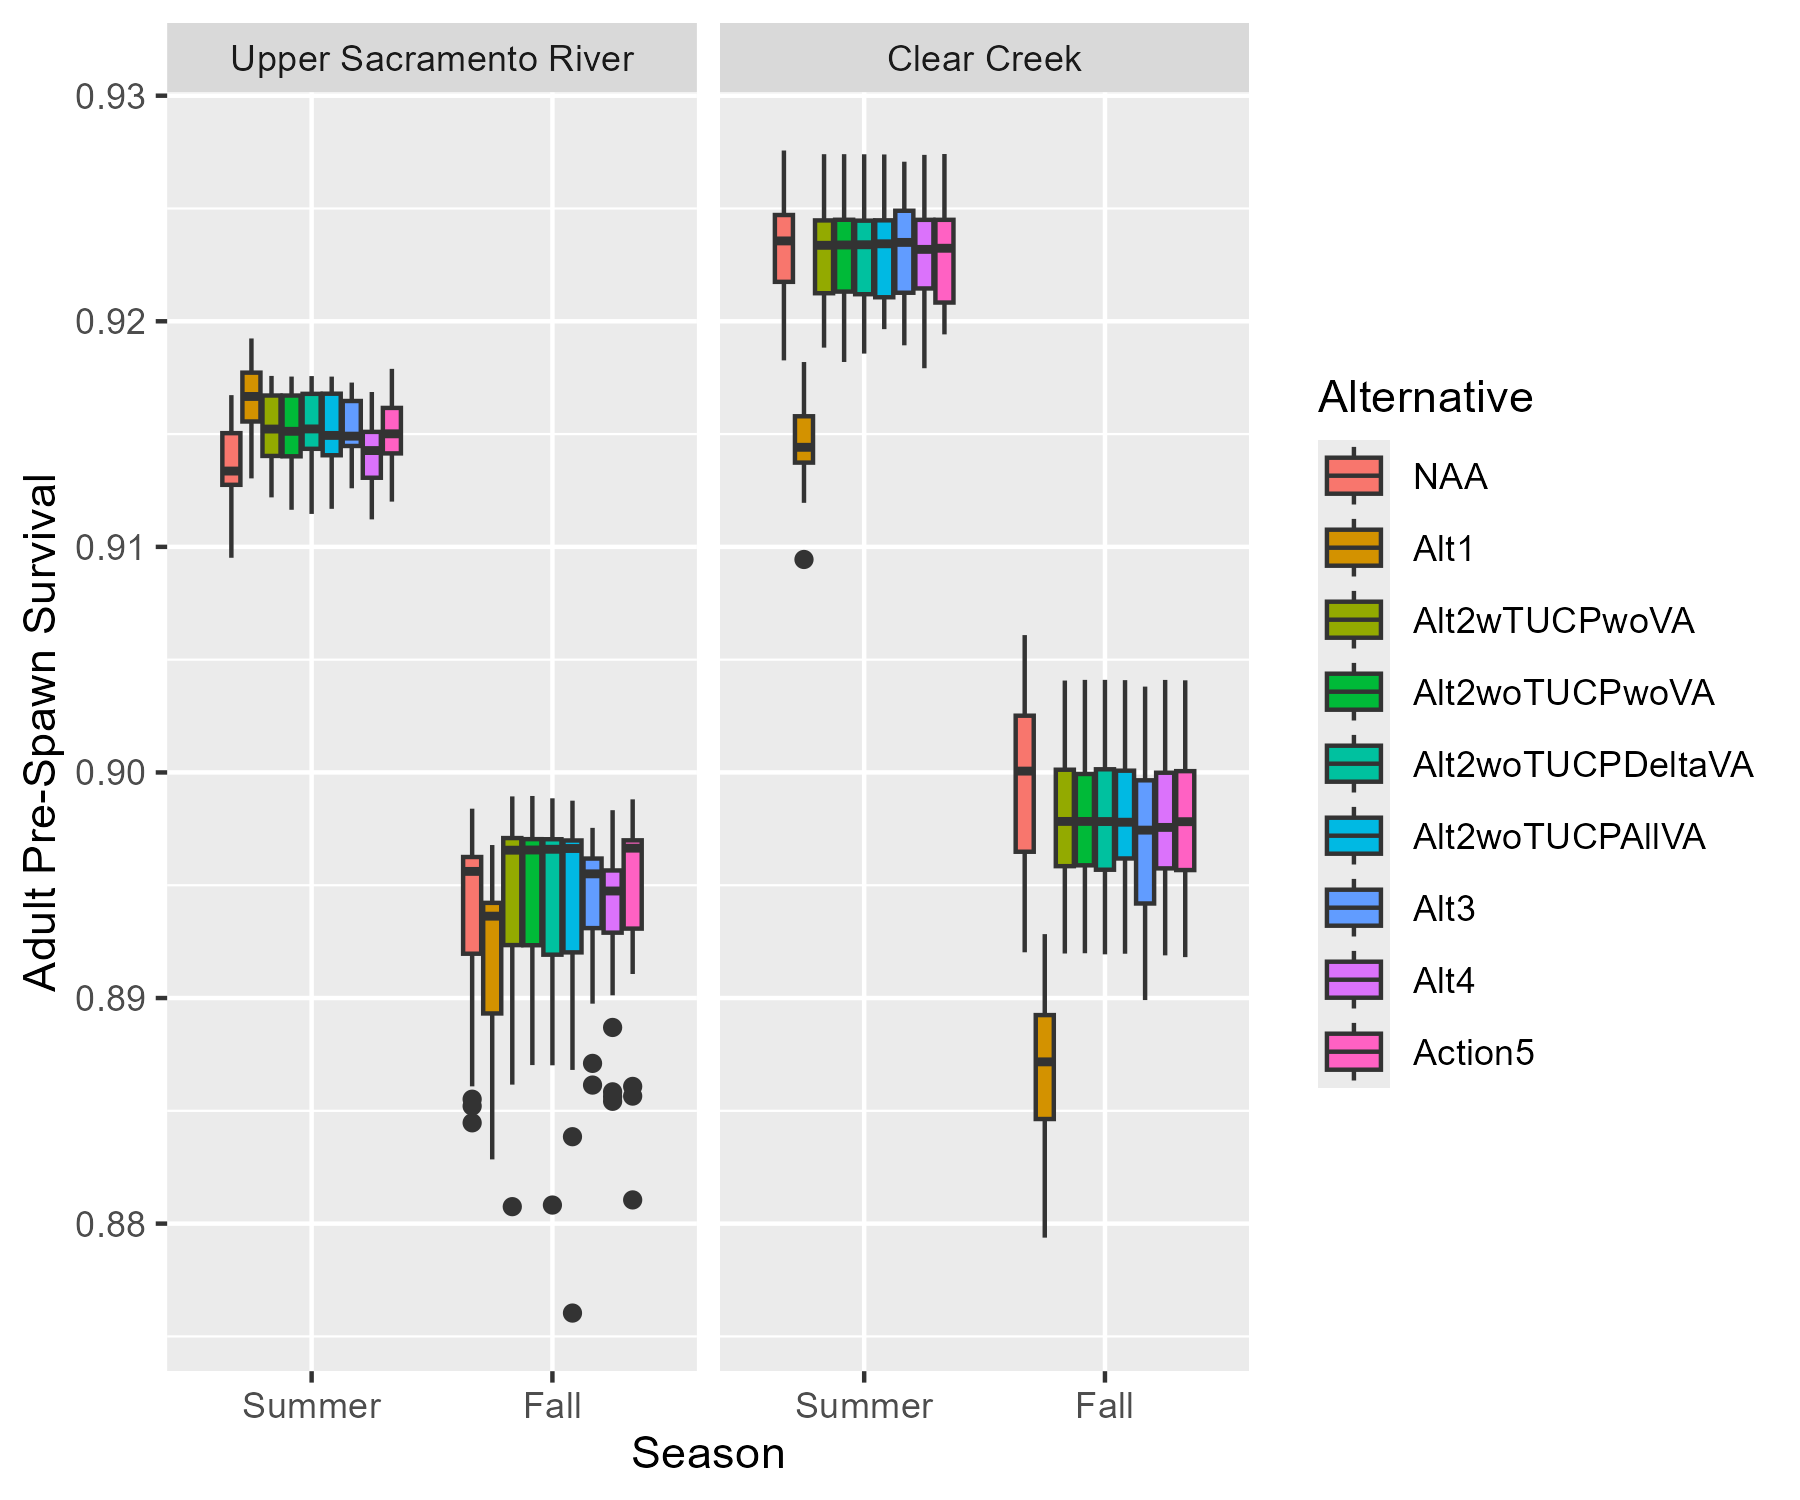 Upper Sacramento River
Clear Creek
0.93
0.92
0.91
0.90
0.89
0.88
Adult Pre-Spawn Survival
Summer
Fall
Summer
Fall
Season
Alternative
NAA
Alt1
Alt2wTUCPwoVA
Alt2woTUCPwoVA
Alt2woTUCPDeltaVA
Alt2woTUCPAllVA
Alt3
Alt4
Action5